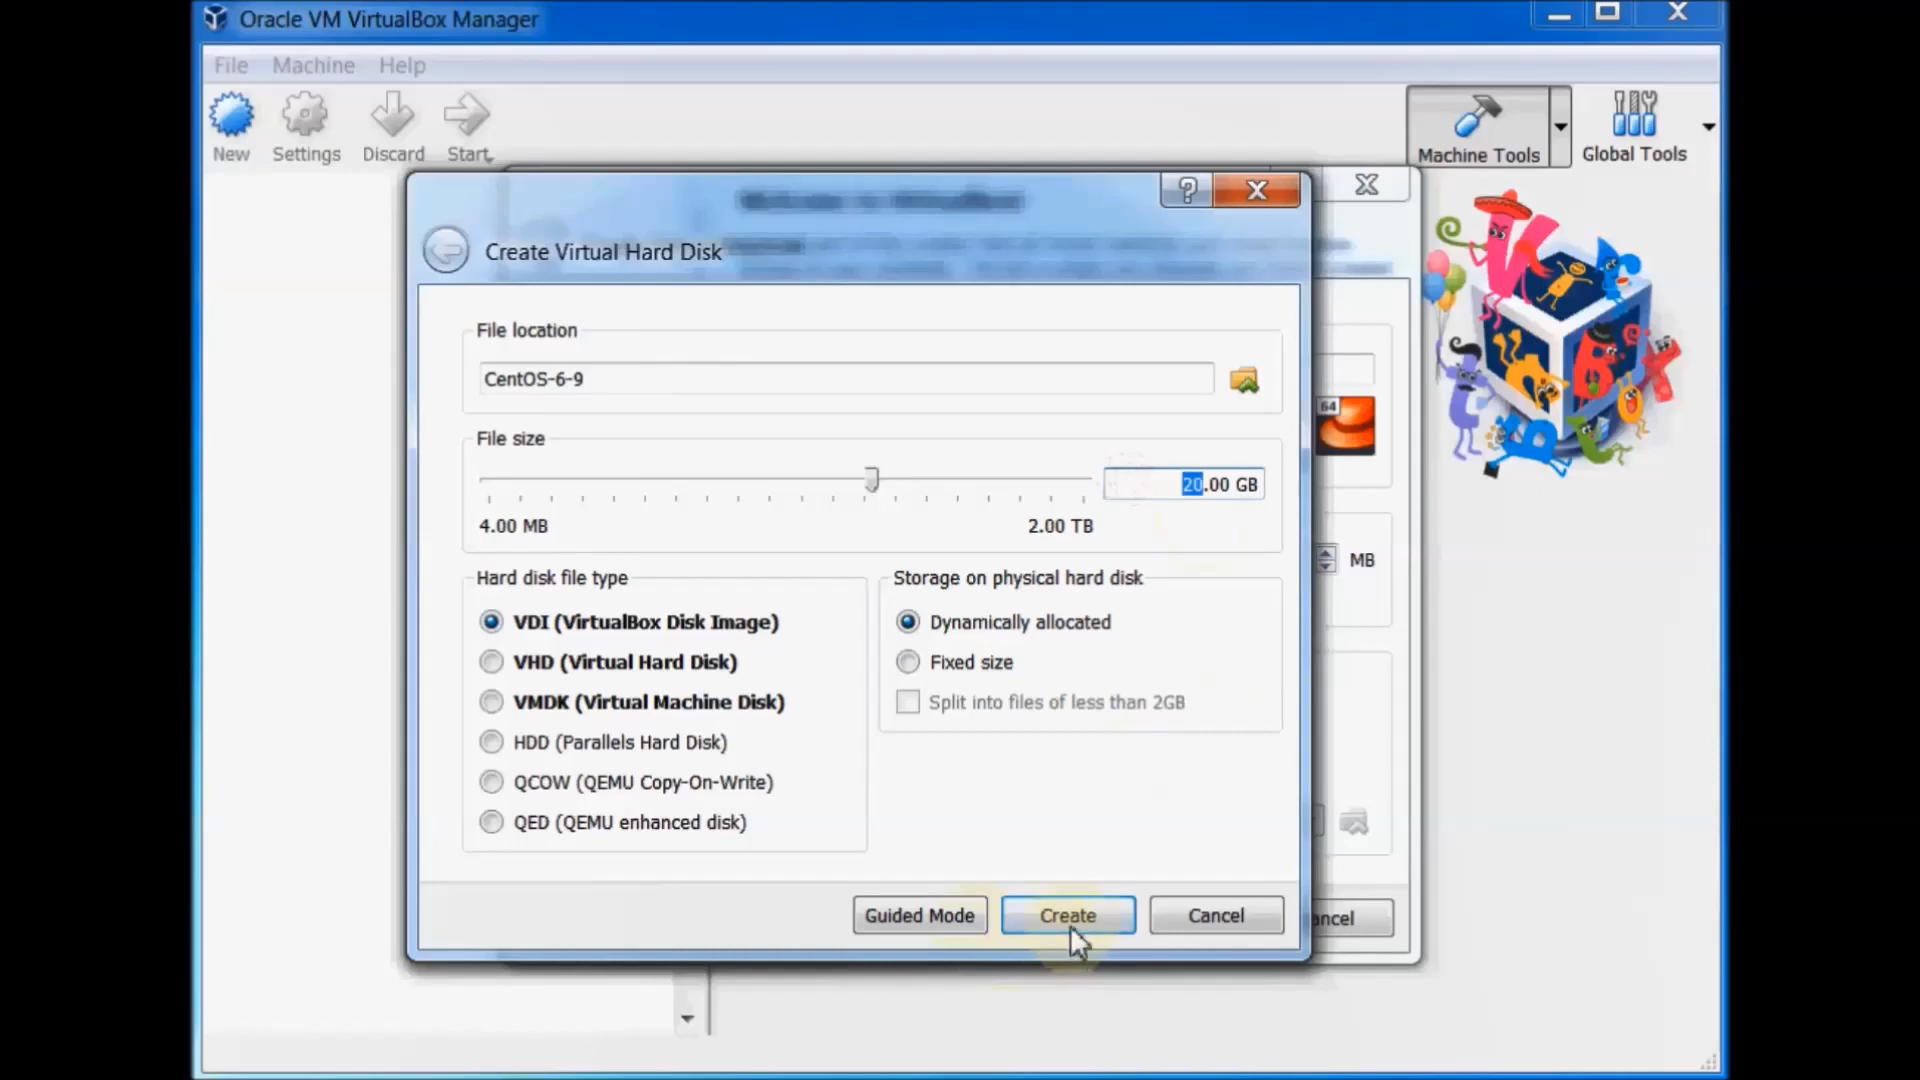 Oracle VM VirtualBox Manager
File Machine Help
New Settings Discard Start
Machine Tools Global Tools
Create Virtual Hard Disk
File location
CentOS-6-9
64
File size
20.00 GB
4.00 MB 2.00 TB
MB
Hard disk file type
VDI (VirtualBox Disk Image)
VHD (Virtual Hard Disk)
VMDK (Virtual Machine Disk)
HDD (Parallels Hard Disk)
QCOW (QEMU Copy-On-Write)
QED (QEMU enhanced disk)
Storage on physical hard disk
Dynamically allocated
Fixed size
Split into files of less than 2GB
Guided Mode Create Cancel ancel